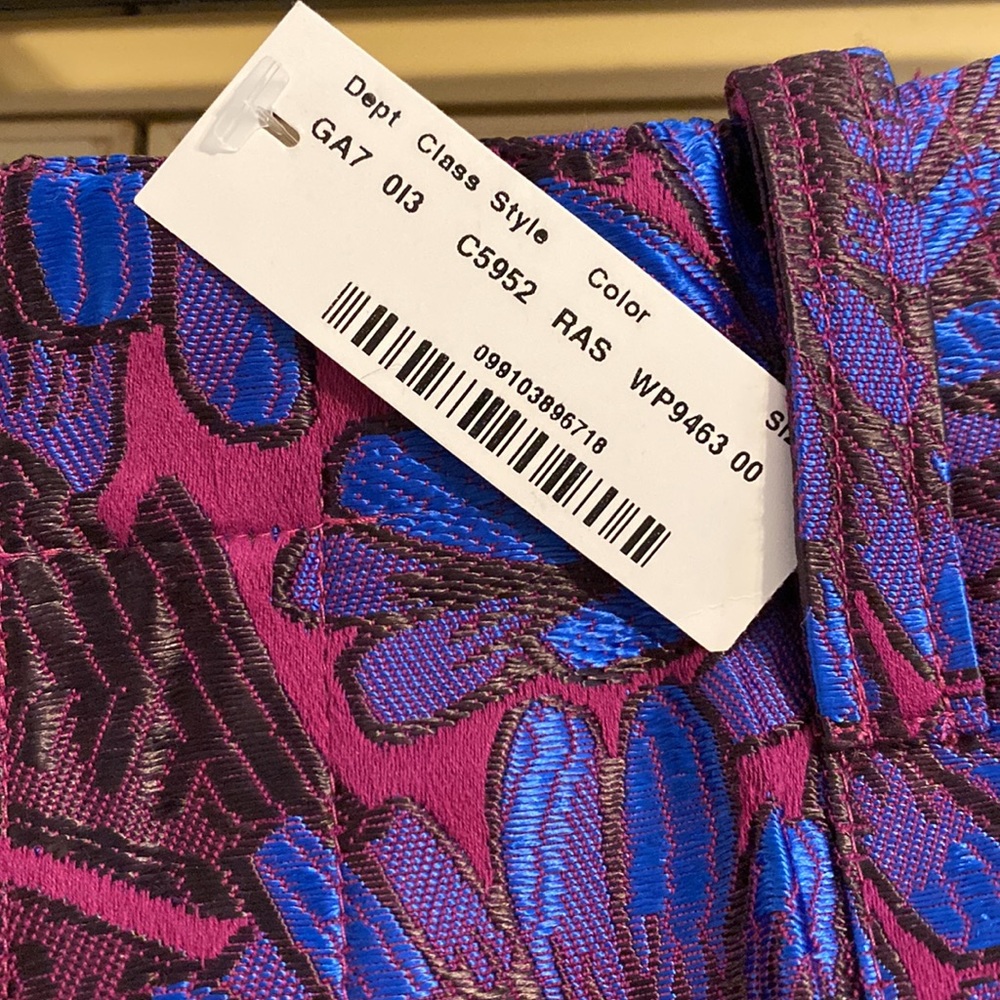 Dept Class Style Color
GA7 0I3 C5952 RAS WP9463 00
099103896718